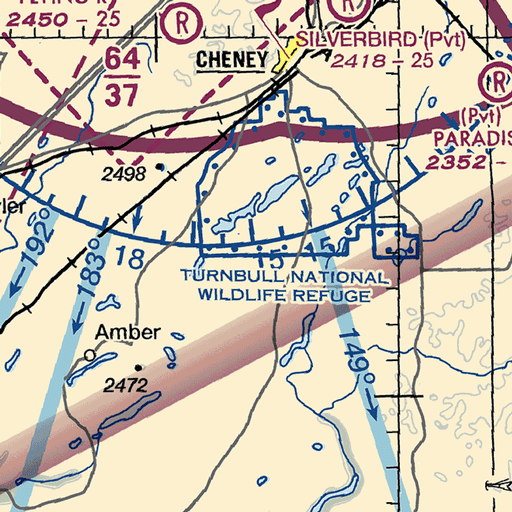 2450 - 25
R
R
SILVERBIRD (Pvt)
2418 - 25
CHENEY
64
37
R
(Pvt)
PARADIS
2352 -
2498
ler
192°
183°
18
15
TURNBULL NATIONAL
WILDLIFE REFUGE
Amber
2472
149°